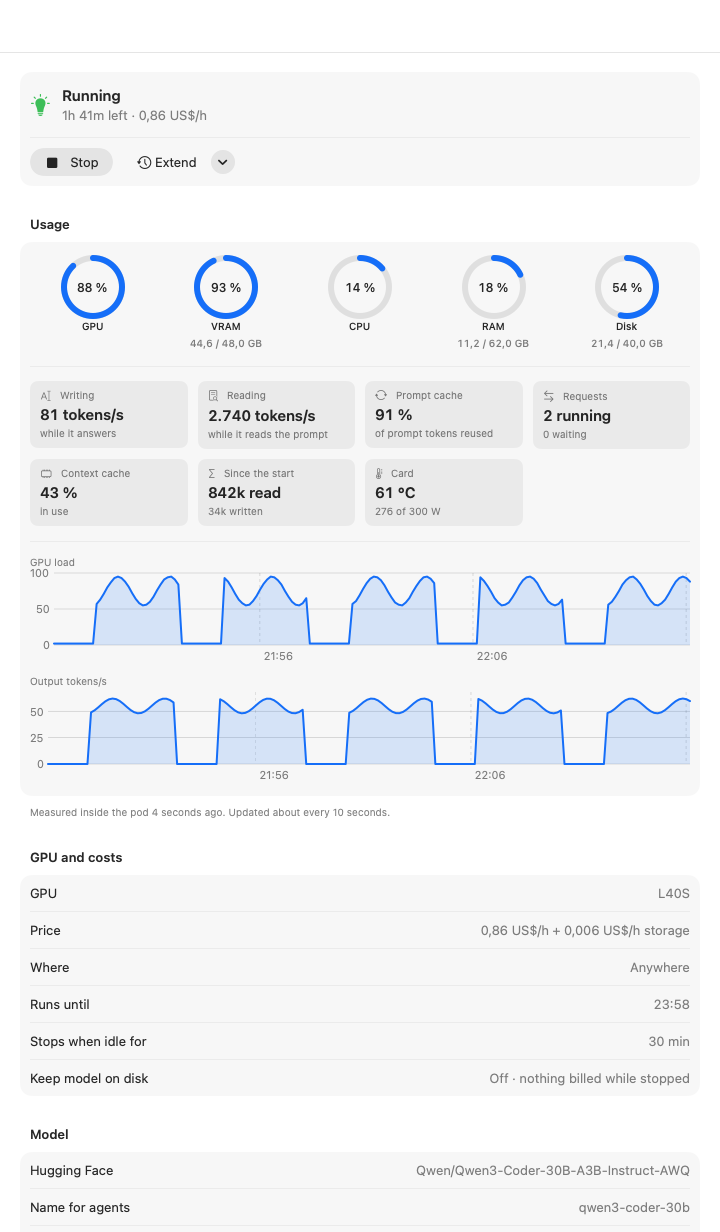 Running
1h 41m left · 0,86 US$/h
Stop
Extend
Usage
88 %
93 %
14 %
18 %
54 %
GPU
VRAM
CPU
RAM
Disk
44,6 / 48,0 GB
11,2 / 62,0 GB
21,4 / 40,0 GB
Writing
81 tokens/s
while it answers
Reading
2.740 tokens/s
while it reads the prompt
Prompt cache
91 %
of prompt tokens reused
Requests
2 running
0 waiting
Context cache
43 %
in use
Since the start
842k read
34k written
Card
61 °C
276 of 300 W
GPU load
100
50
0
21:56
22:06
Output tokens/s
50
25
0
21:56
22:06
Measured inside the pod 4 seconds ago. Updated about every 10 seconds.
GPU and costs
GPU
L40S
Price
0,86 US$/h + 0,006 US$/h storage
Where
Anywhere
Runs until
23:58
Stops when idle for
30 min
Keep model on disk
Off · nothing billed while stopped
Model
Hugging Face
Qwen/Qwen3-Coder-30B-A3B-Instruct-AWQ
Name for agents
qwen3-coder-30b